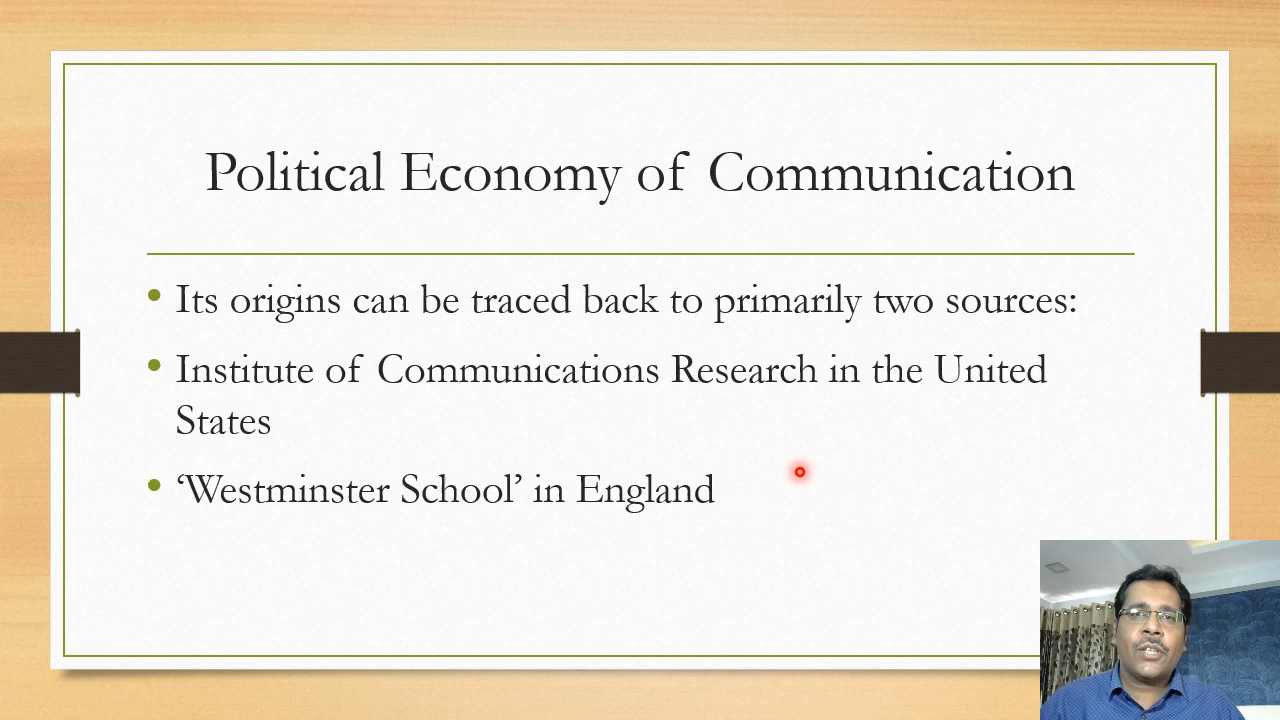 Political Economy of Communication
• Its origins can be traced back to primarily two sources:
• Institute of Communications Research in the United
States
• ‘Westminster School’ in England